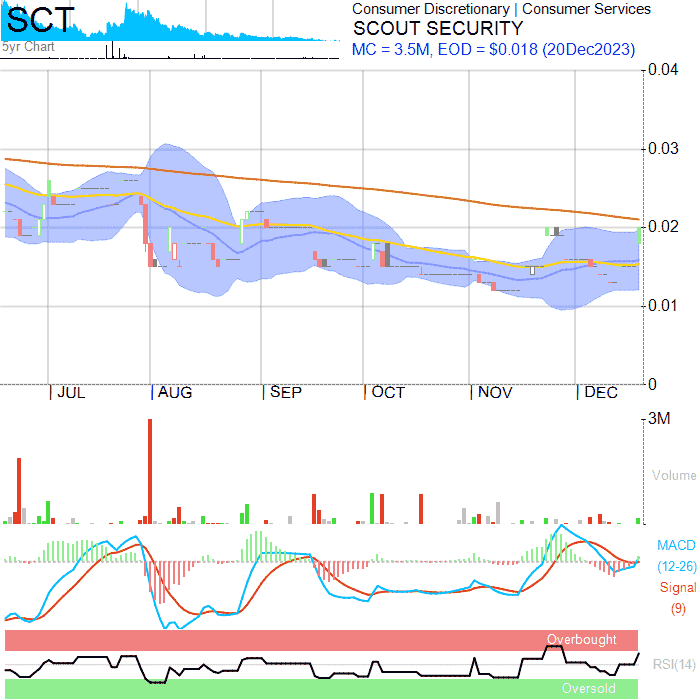 SCT
5yr Chart
Consumer Discretionary | Consumer Services
SCOUT SECURITY
MC = 3.5M, EOD = $0.018 (20Dec2023)
0.04
0.03
0.02
0.01
0
JUL AUG SEP OCT NOV DEC
3M
Volume
MACD
(12-26)
Signal
(9)
Overbought
RSI(14)
Oversold